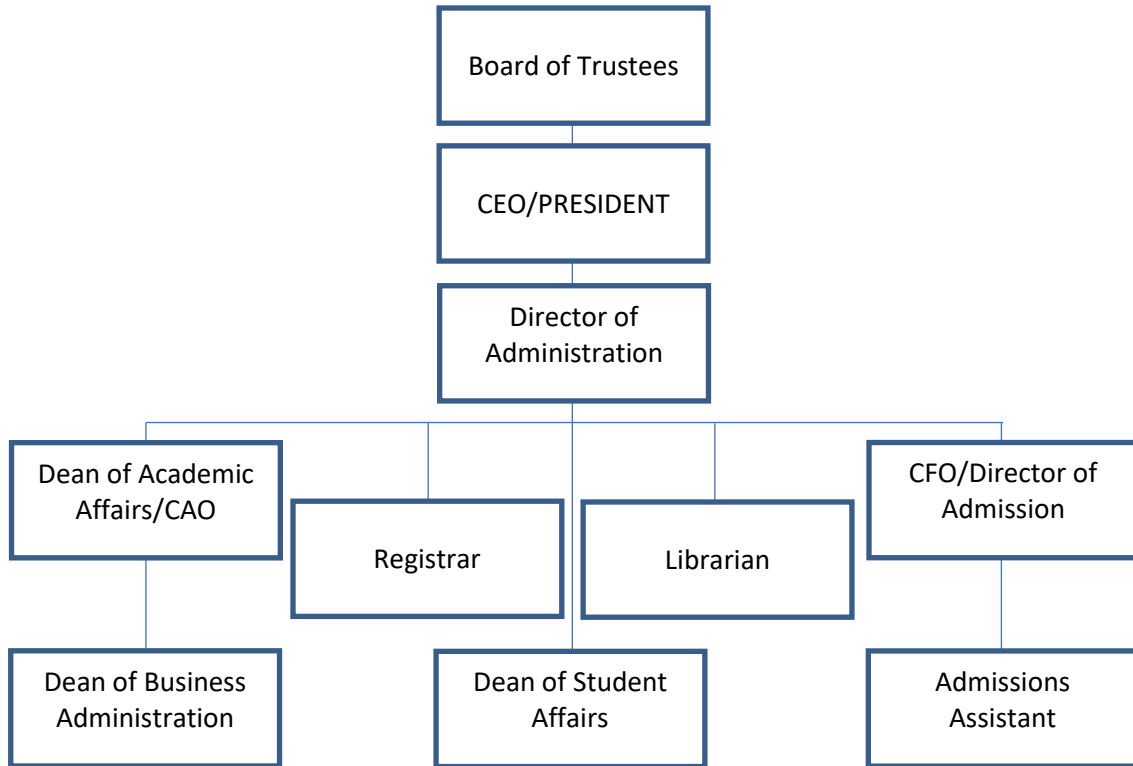 Board of Trustees
CEO/PRESIDENT
Director of
Administration
Dean of Academic
Affairs/CAO
Registrar
Librarian
CFO/Director of
Admission
Dean of Business
Administration
Dean of Student
Affairs
Admissions
Assistant